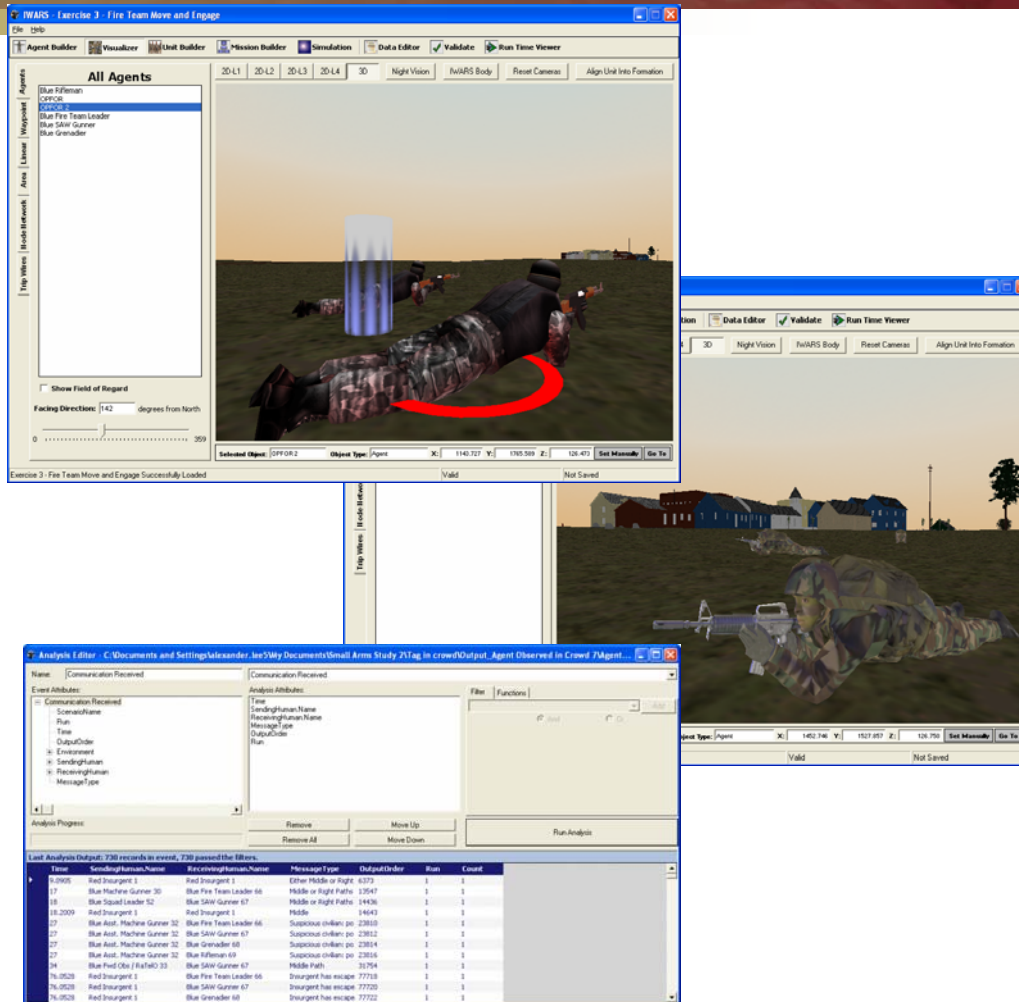 IWARS - Exercise 3 - Fire Team Move and Engage
File Help
Agent Builder Visualizer Unit Builder Mission Builder Simulation Data Editor Validate Run Time Viewer
Agents
Waypoint
Linear
Area
Node Network
Trip Wires
All Agents
Blue Rifleman
OPFOR
OPFOR 2
Blue Fire Team Leader
Blue SAW Gunner
Blue Grenadier
2D-L1 2D-L2 2D-L3 2D-L4 3D Night Vision IWARS Body Reset Cameras Align Unit Into Formation
Show Field of Regard
Facing Direction: 142 degrees from North
0 359
Selected Object: OPFOR 2 Object Type: Agent X: 1143.727 Y: 1765.589 Z: 126.473 Set Manually Go To
Exercise 3 - Fire Team Move and Engage Successfully Loaded Valid Not Saved
tion Data Editor Validate Run Time Viewer
4 3D Night Vision IWARS Body Reset Cameras Align Unit Into Formation
Node Netwo
Trip Wires
ject Type: Agent X: 1452.746 Y: 1527.857 Z: 126.750 Set Manually Go To
Valid Not Saved
Analysis Editor - C:\Documents and Settings\alexander.lee5\My Documents\Small Arms Study 2\Tag in crowd\Output_Agent Observed in Crowd 7\Agent...
Name: Communication Received Communication Received
Event Attributes:
Communication Received
ScenarioName
Run
Time
OutputOrder
Environment
SendingHuman
ReceivingHuman
MessageType
Analysis Attributes:
Time
SendingHuman.Name
ReceivingHuman.Name
MessageType
OutputOrder
Run
Filter Functions
Add
And Or
Analysis Progress:
Remove Move Up
Remove All Move Down
Run Analysis
Last Analysis Output: 730 records in event, 730 passed the filters.
Time SendingHuman.Name ReceivingHuman.Name MessageType OutputOrder Run Count
9.0905 Red Insurgent 1 Red Insurgent 1 Either Middle or Right 6373 1 1
17 Blue Machine Gunner 30 Blue Fire Team Leader 66 Middle or Right Paths 13547 1 1
18 Blue Squad Leader 52 Blue SAW Gunner 67 Middle or Right Paths 14436 1 1
18.2009 Red Insurgent 1 Red Insurgent 1 Middle 14643 1 1
27 Blue Asst. Machine Gunner 32 Blue Fire Team Leader 66 Suspicious civilian: po 23810 1 1
27 Blue Asst. Machine Gunner 32 Blue SAW Gunner 67 Suspicious civilian: po 23812 1 1
27 Blue Asst. Machine Gunner 32 Blue Grenadier 68 Suspicious civilian: po 23814 1 1
27 Blue Asst. Machine Gunner 32 Blue Rifleman 69 Suspicious civilian: po 23816 1 1
34 Blue Fwd Obs / RaTelO 33 Blue SAW Gunner 67 Middle Path 31754 1 1
76.0528 Red Insurgent 1 Blue Fire Team Leader 66 Insurgent has escape 77718 1 1
76.0528 Red Insurgent 1 Blue SAW Gunner 67 Insurgent has escape 77720 1 1
76.0528 Red Insurgent 1 Blue Grenadier 68 Insurgent has escape 77722 1 1